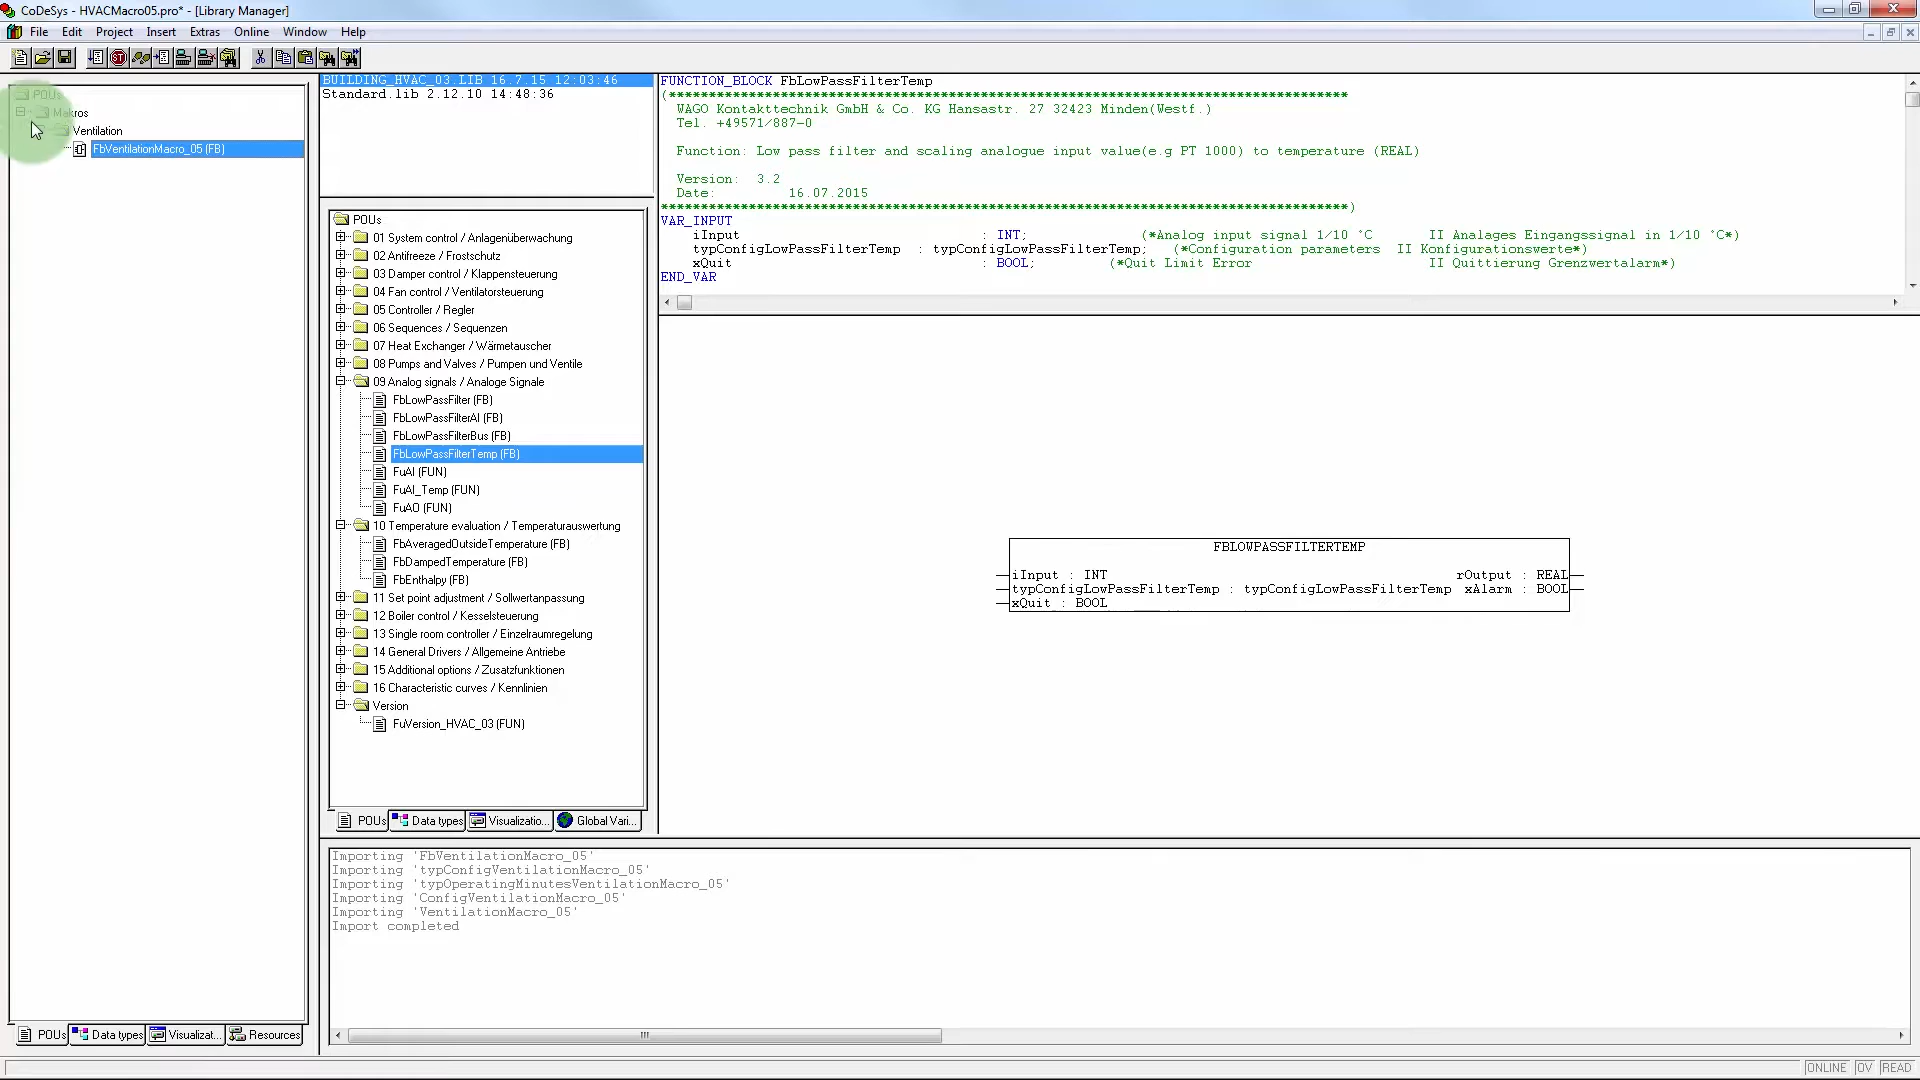 CoDeSys - HVACMacro05.pro* - [Library Manager]
File Edit Project Insert Extras Online Window Help
POUs
Makros
Ventilation
FbVentilationMacro_05 (FB)
POUs Data types Visualizat... Resources
BUILDING_HVAC_03.LIB 16.7.15 12:03:46
Standard.lib 2.12.10 14:48:36
POUs
01 System control / Anlagenüberwachung
02 Antifreeze / Frostschutz
03 Damper control / Klappensteuerung
04 Fan control / Ventilatorsteuerung
05 Controller / Regler
06 Sequences / Sequenzen
07 Heat Exchanger / Wärmetauscher
08 Pumps and Valves / Pumpen und Ventile
09 Analog signals / Analoge Signale
FbLowPassFilter (FB)
FbLowPassFilterAI (FB)
FbLowPassFilterBus (FB)
FbLowPassFilterTemp (FB)
FuAI (FUN)
FuAI_Temp (FUN)
FuAO (FUN)
10 Temperature evaluation / Temperaturauswertung
FbAveragedOutsideTemperature (FB)
FbDampedTemperature (FB)
FbEnthalpy (FB)
11 Set point adjustment / Sollwertanpassung
12 Boiler control / Kesselsteuerung
13 Single room controller / Einzelraumregelung
14 General Drivers / Allgemeine Antriebe
15 Additional options / Zusatzfunktionen
16 Characteristic curves / Kennlinien
Version
FuVersion_HVAC_03 (FUN)
POUs Data types Visualizatio... Global Vari...
FUNCTION_BLOCK FbLowPassFilterTemp
(*************************************************************************************
WAGO Kontakttechnik GmbH & Co. KG Hansastr. 27 32423 Minden(Westf.)
Tel. +49571/887-0
Function: Low pass filter and scaling analogue input value(e.g PT 1000) to temperature (REAL)
Version: 3.2
Date: 16.07.2015
*************************************************************************************)
VAR_INPUT
iInput : INT; (*Analog input signal 1/10 °C II Analages Eingangssignal in 1/10 °C*)
typConfigLowPassFilterTemp : typConfigLowPassFilterTemp; (*Configuration parameters II Konfigurationswerte*)
xQuit : BOOL; (*Quit Limit Error II Quittierung Grenzwertalarm*)
END_VAR
FBLOWPASSFILTERTEMP
iInput : INT rOutput : REAL
typConfigLowPassFilterTemp : typConfigLowPassFilterTemp xAlarm : BOOL
xQuit : BOOL
Importing 'FbVentilationMacro_05'
Importing 'typConfigVentilationMacro_05'
Importing 'typOperatingMinutesVentilationMacro_05'
Importing 'ConfigVentilationMacro_05'
Importing 'VentilationMacro_05'
Import completed
ONLINE OV READ